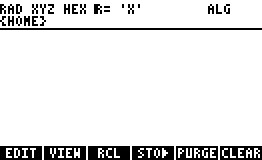 RAD XYZ HEX R= 'X' ALG
{HOME}
EDIT VIEW RCL STO▶ PURGE CLEAR